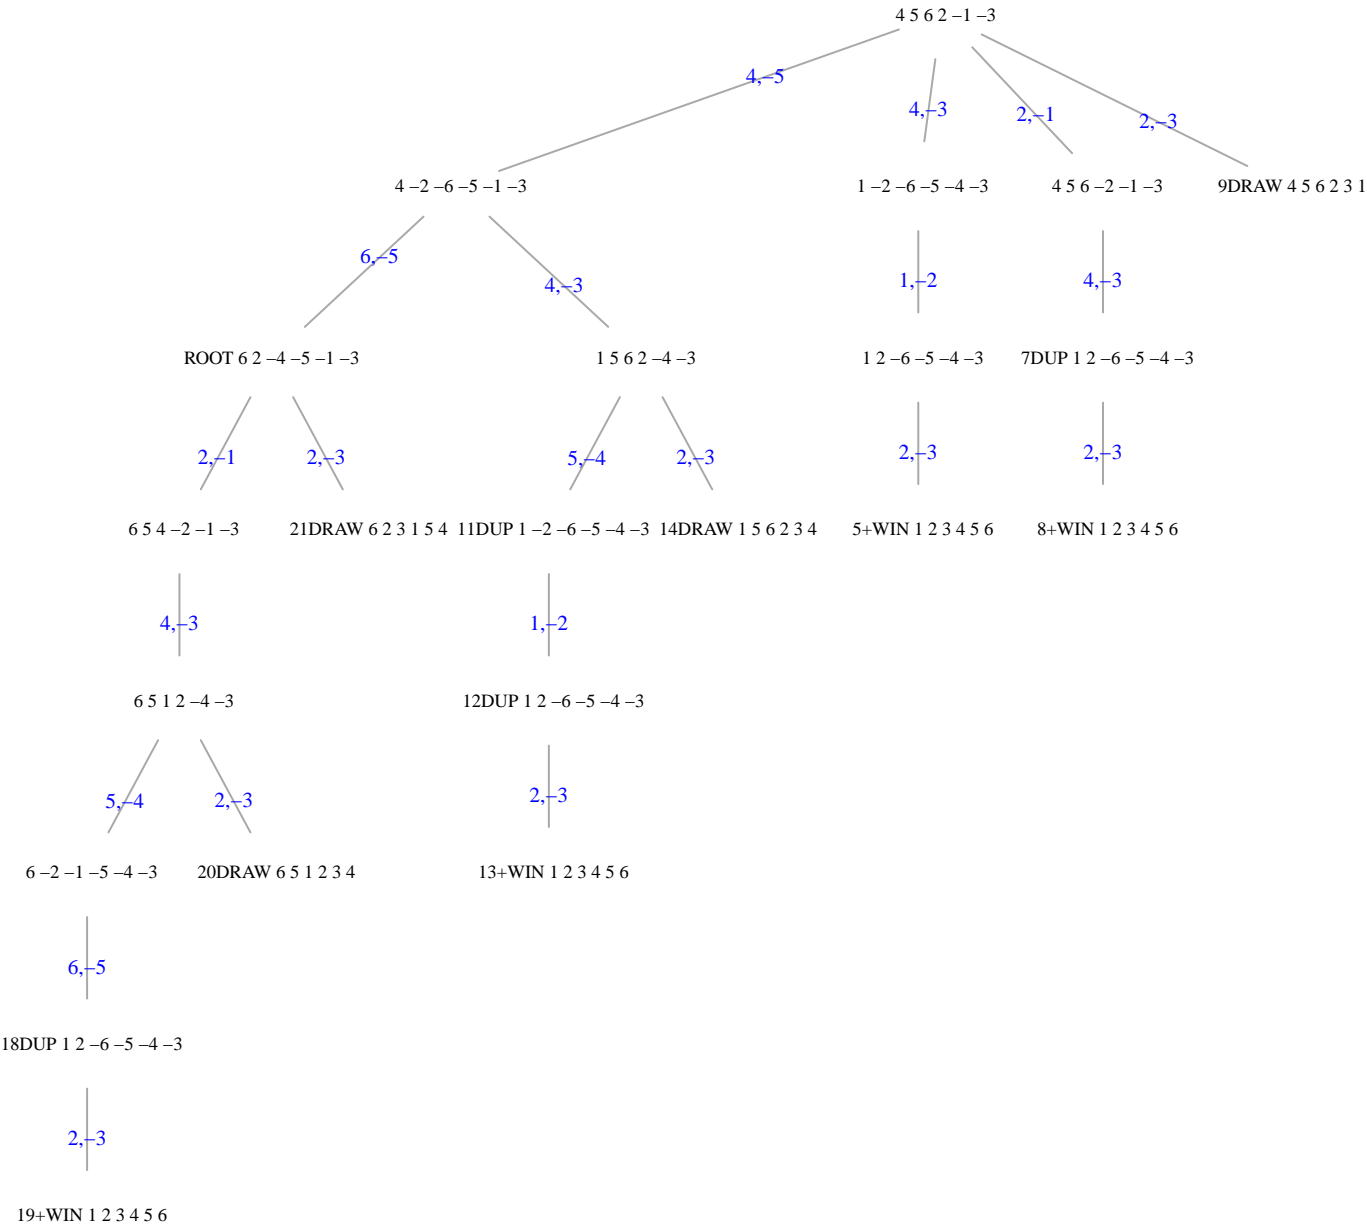 4 5 6 2 –1 –3
4,–5
4,–3
2,–1
2,–3
4 –2 –6 –5 –1 –3
1 –2 –6 –5 –4 –3
4 5 6 –2 –1 –3
9DRAW 4 5 6 2 3 1
6,–5
4,–3
1,–2
4,–3
ROOT 6 2 –4 –5 –1 –3
1 5 6 2 –4 –3
1 2 –6 –5 –4 –3
7DUP 1 2 –6 –5 –4 –3
2,–1
2,–3
5,–4
2,–3
2,–3
2,–3
6 5 4 –2 –1 –3
21DRAW 6 2 3 1 5 4
11DUP 1 –2 –6 –5 –4 –3
14DRAW 1 5 6 2 3 4
5+WIN 1 2 3 4 5 6
8+WIN 1 2 3 4 5 6
4,–3
1,–2
6 5 1 2 –4 –3
12DUP 1 2 –6 –5 –4 –3
5,–4
2,–3
2,–3
6 –2 –1 –5 –4 –3
20DRAW 6 5 1 2 3 4
13+WIN 1 2 3 4 5 6
6,–5
18DUP 1 2 –6 –5 –4 –3
2,–3
19+WIN 1 2 3 4 5 6